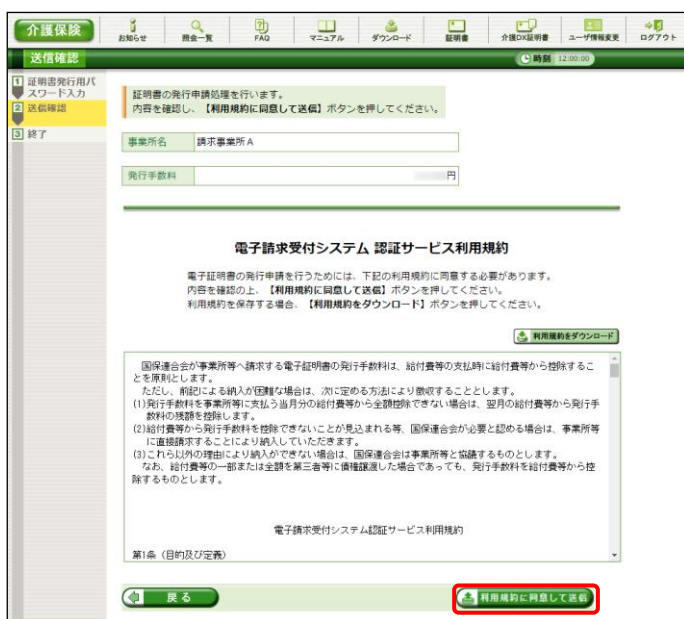 介護保険
お知らせ 照会一覧 FAQ マニュアル ダウンロード 証明書 介護DX証明書 ユーザ情報変更 ログアウト
送信確認
時刻 12:00:00
1 証明書発行用パ
スワード入力
2 送信確認
3 終了
証明書の発行申請処理を行います。
内容を確認し、【利用規約に同意して送信】ボタンを押してください。
事業所名 請求事業所A
発行手数料 円
電子請求受付システム 認証サービス利用規約
電子証明書の発行申請を行うためには、下記の利用規約に同意する必要があります。
内容を確認の上、【利用規約に同意して送信】ボタンを押してください。
利用規約を保存する場合、【利用規約をダウンロード】ボタンを押してください。
利用規約をダウンロード
国保連合会が事業所等へ請求する電子証明書の発行手数料は、給付費等の支払時に給付費等から控除するこ
とを原則とします。
ただし、前記による納入が困難な場合は、次に定める方法により徴収することとします。
(1)発行手数料を事業所等に支払う当月分の給付費等から全額控除できない場合は、翌月の給付費等から発行手
数料の残額を控除します。
(2)給付費等から発行手数料を控除できないことが見込まれる等、国保連合会が必要と認める場合は、事業所等
に直接請求することにより納入していただきます。
(3)これら以外の理由により納入ができない場合は、国保連合会は事業所等と協議するものとします。
なお、給付費等の一部または全額を第三者等に債権譲渡した場合であっても、発行手数料を給付費等から控
除するものとします。
電子請求受付システム認証サービス利用規約
第1条（目的及び定義）
戻る
利用規約に同意して送信